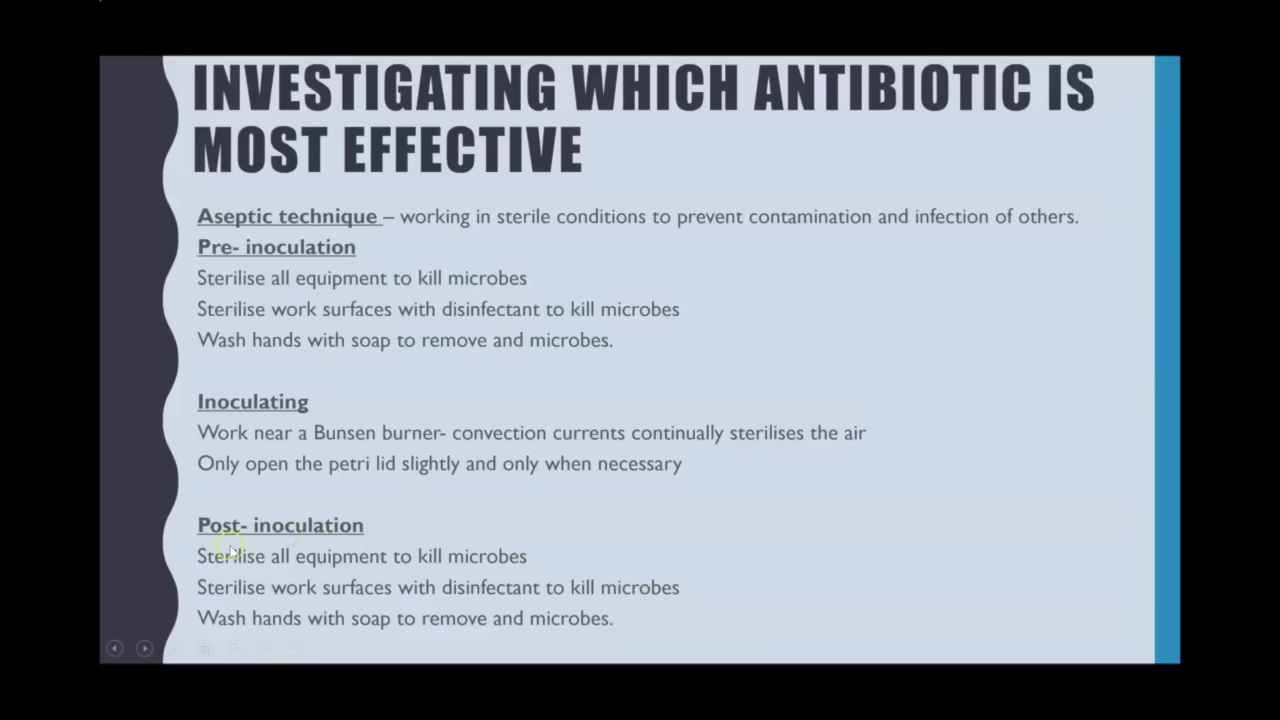 INVESTIGATING WHICH ANTIBIOTIC IS
MOST EFFECTIVE
Aseptic technique – working in sterile conditions to prevent contamination and infection of others.
Pre- inoculation
Sterilise all equipment to kill microbes
Sterilise work surfaces with disinfectant to kill microbes
Wash hands with soap to remove and microbes.
Inoculating
Work near a Bunsen burner- convection currents continually sterilises the air
Only open the petri lid slightly and only when necessary
Post- inoculation
Sterilise all equipment to kill microbes
Sterilise work surfaces with disinfectant to kill microbes
Wash hands with soap to remove and microbes.